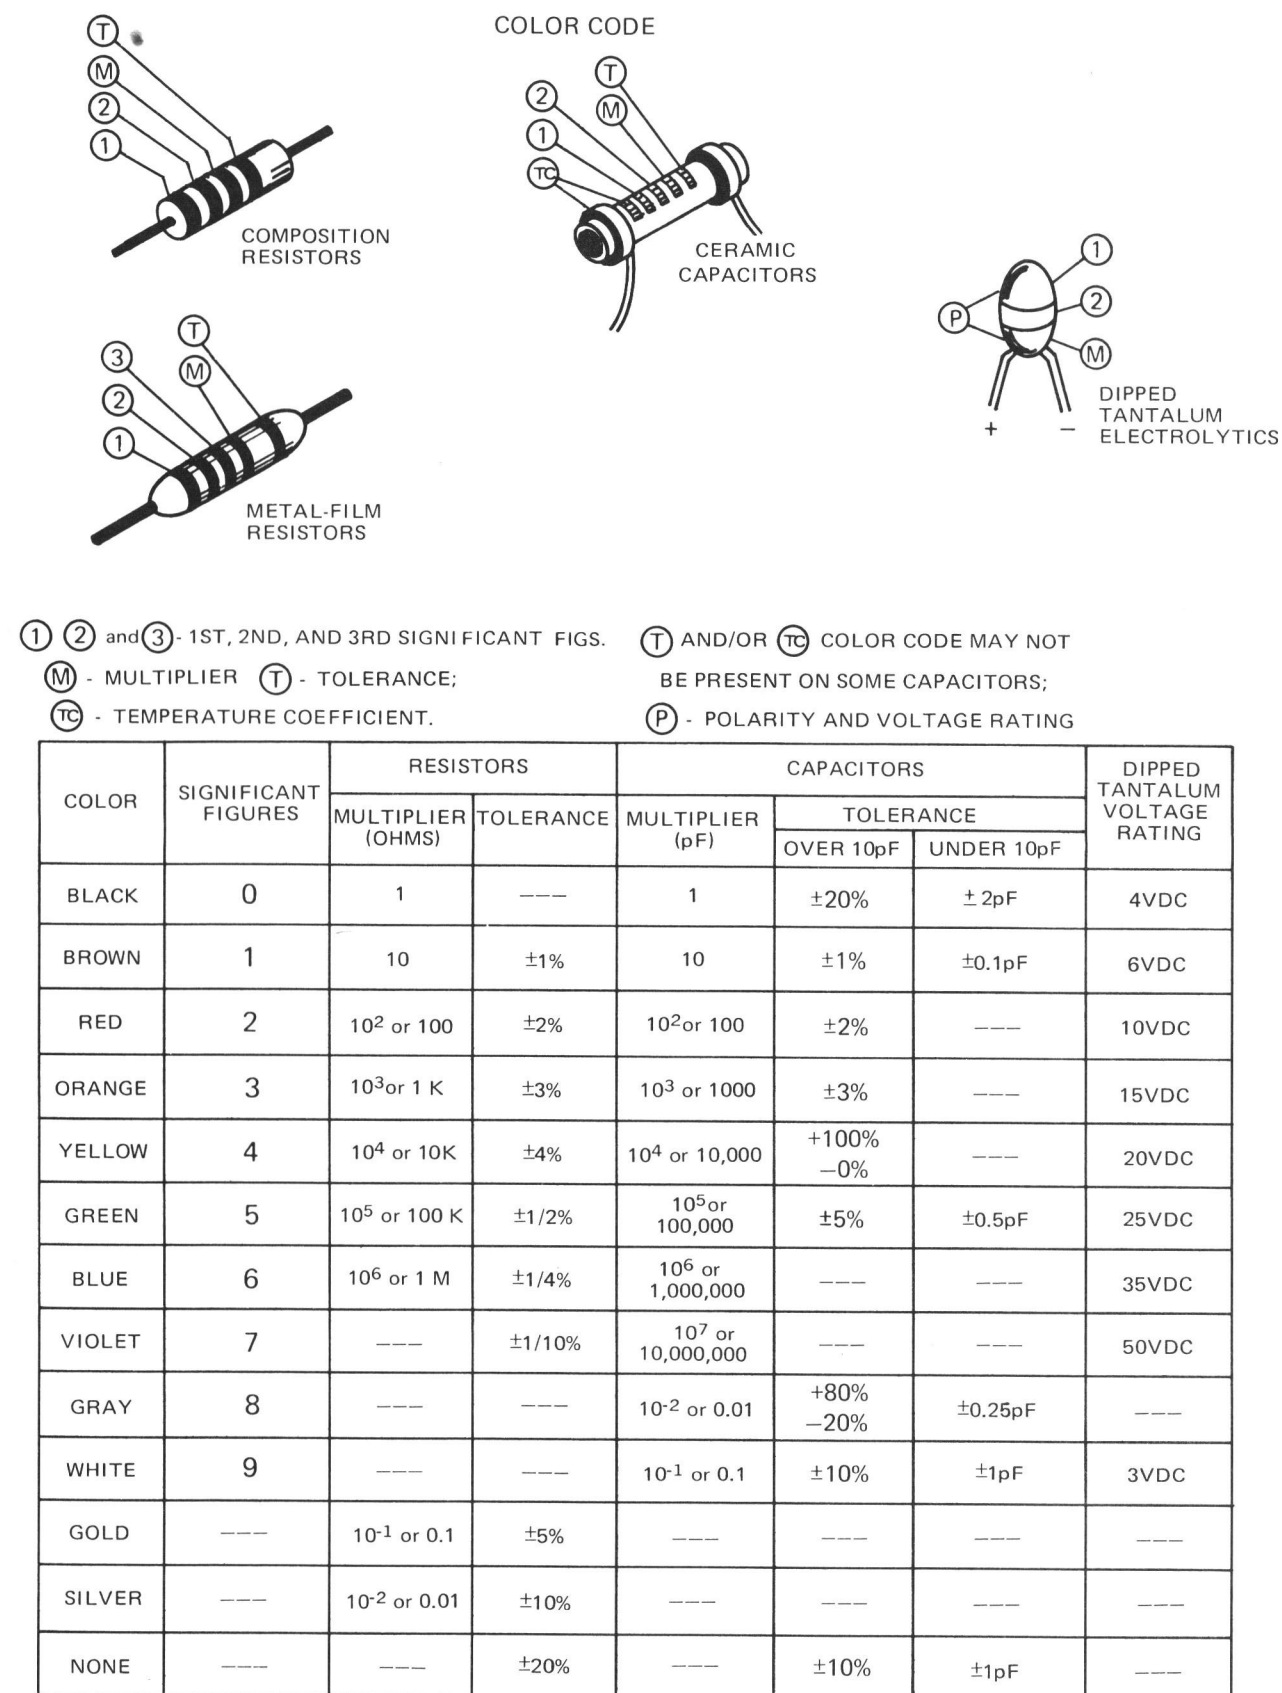 COLOR CODE
T
M
2
1
COMPOSITION
RESISTORS
T
2
M
1
TC
CERAMIC
CAPACITORS
1
2
P
M
DIPPED
TANTALUM
ELECTROLYTICS
+ −
T
3
M
2
1
METAL-FILM
RESISTORS
1 2 and 3 - 1ST, 2ND, AND 3RD SIGNIFICANT FIGS.
M - MULTIPLIER T - TOLERANCE;
TC - TEMPERATURE COEFFICIENT.
T AND/OR TC COLOR CODE MAY NOT
BE PRESENT ON SOME CAPACITORS;
P - POLARITY AND VOLTAGE RATING
COLOR
SIGNIFICANT
FIGURES
RESISTORS
MULTIPLIER
(OHMS)
TOLERANCE
CAPACITORS
MULTIPLIER
(pF)
TOLERANCE
OVER 10pF UNDER 10pF
DIPPED
TANTALUM
VOLTAGE
RATING
BLACK 0 1 ––– 1 ±20% ±2pF 4VDC
BROWN 1 10 ±1% 10 ±1% ±0.1pF 6VDC
RED 2 10² or 100 ±2% 10² or 100 ±2% ––– 10VDC
ORANGE 3 10³ or 1 K ±3% 10³ or 1000 ±3% ––– 15VDC
YELLOW 4 10⁴ or 10K ±4% 10⁴ or 10,000 +100% –0% ––– 20VDC
GREEN 5 10⁵ or 100 K ±1/2% 10⁵ or 100,000 ±5% ±0.5pF 25VDC
BLUE 6 10⁶ or 1 M ±1/4% 10⁶ or 1,000,000 ––– ––– 35VDC
VIOLET 7 ––– ±1/10% 10⁷ or 10,000,000 ––– ––– 50VDC
GRAY 8 ––– ––– 10⁻² or 0.01 +80% –20% ±0.25pF –––
WHITE 9 ––– ––– 10⁻¹ or 0.1 ±10% ±1pF 3VDC
GOLD ––– 10⁻¹ or 0.1 ±5% ––– ––– ––– –––
SILVER ––– 10⁻² or 0.01 ±10% ––– ––– ––– –––
NONE ––– ––– ±20% ––– ±10% ±1pF –––